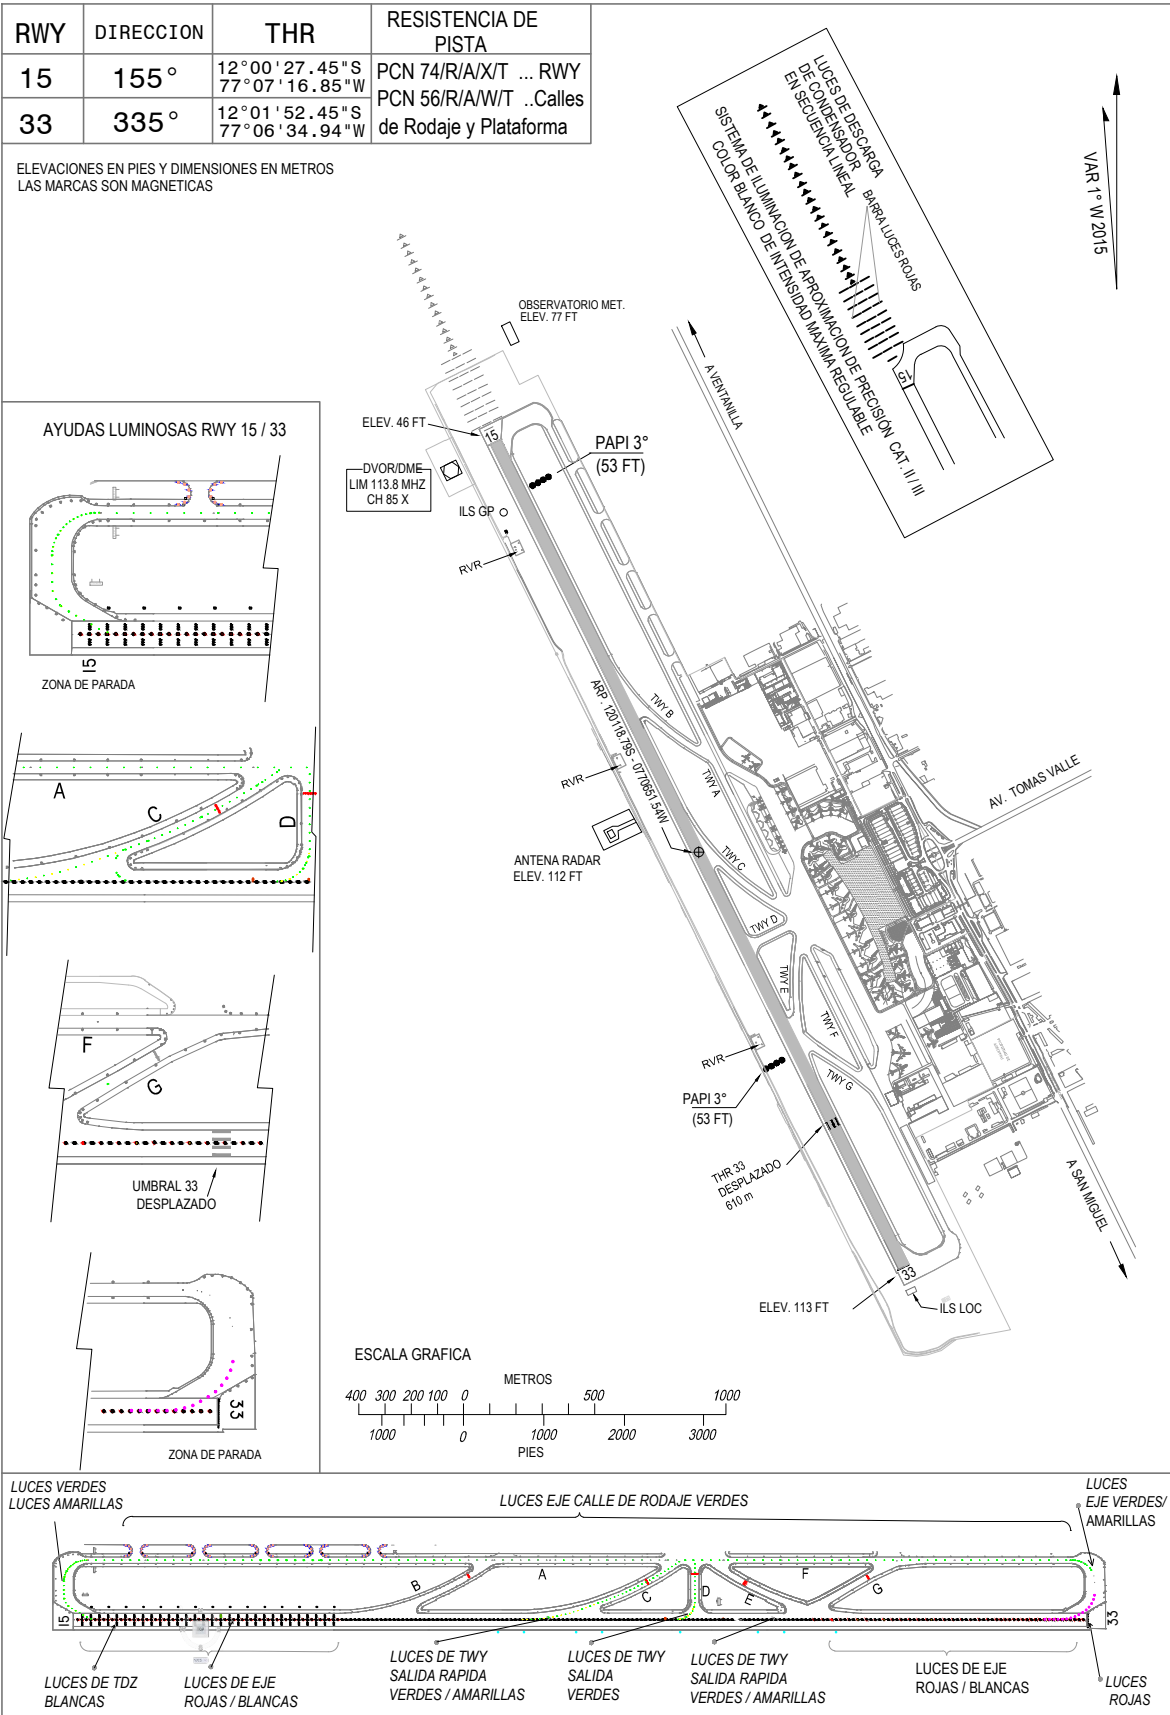 RWY DIRECCION THR RESISTENCIA DE
PISTA
15 155° 12°00'27.45"S
77°07'16.85"W
33 335° 12°01'52.45"S
77°06'34.94"W
PCN 74/R/A/X/T ... RWY
PCN 56/R/A/W/T ..Calles
de Rodaje y Plataforma
ELEVACIONES EN PIES Y DIMENSIONES EN METROS
LAS MARCAS SON MAGNETICAS
LUCES DE DESCARGA
DE CONDENSADOR
EN SECUENCIA LINEAL
BARRA LUCES ROJAS
SISTEMA DE ILUMINACION DE APROXIMACION DE PRECISIÓN CAT. II / III
COLOR BLANCO DE INTENSIDAD MAXIMA REGULABLE
15
VAR 1° W 2015
OBSERVATORIO MET.
ELEV. 77 FT
A VENTANILLA
ELEV. 46 FT
15
PAPI 3°
(53 FT)
DVOR/DME
LIM 113.8 MHZ
CH 85 X
ILS GP
RVR
ARP . 120118.79S - 0770651.54W
TWY B
TWY A
RVR
AV. TOMAS VALLE
ANTENA RADAR
ELEV. 112 FT
TWY C
TWY D
TWY E
TWY F
RVR
TWY G
PAPI 3°
(53 FT)
THR 33
DESPLAZADO
610 m
A SAN MIGUEL
33
ELEV. 113 FT
ILS LOC
AYUDAS LUMINOSAS RWY 15 / 33
15
ZONA DE PARADA
A
C
D
F
G
UMBRAL 33
DESPLAZADO
33
ZONA DE PARADA
ESCALA GRAFICA
METROS
400 300 200 100 0 500 1000
1000 0 1000 2000 3000
PIES
LUCES VERDES
LUCES AMARILLAS
LUCES EJE CALLE DE RODAJE VERDES
LUCES
EJE VERDES/
AMARILLAS
15
B
A
C
D
E
F
G
33
LUCES DE TDZ
BLANCAS
LUCES DE EJE
ROJAS / BLANCAS
LUCES DE TWY
SALIDA RAPIDA
VERDES / AMARILLAS
LUCES DE TWY
SALIDA
VERDES
LUCES DE TWY
SALIDA RAPIDA
VERDES / AMARILLAS
LUCES DE EJE
ROJAS / BLANCAS
LUCES
ROJAS